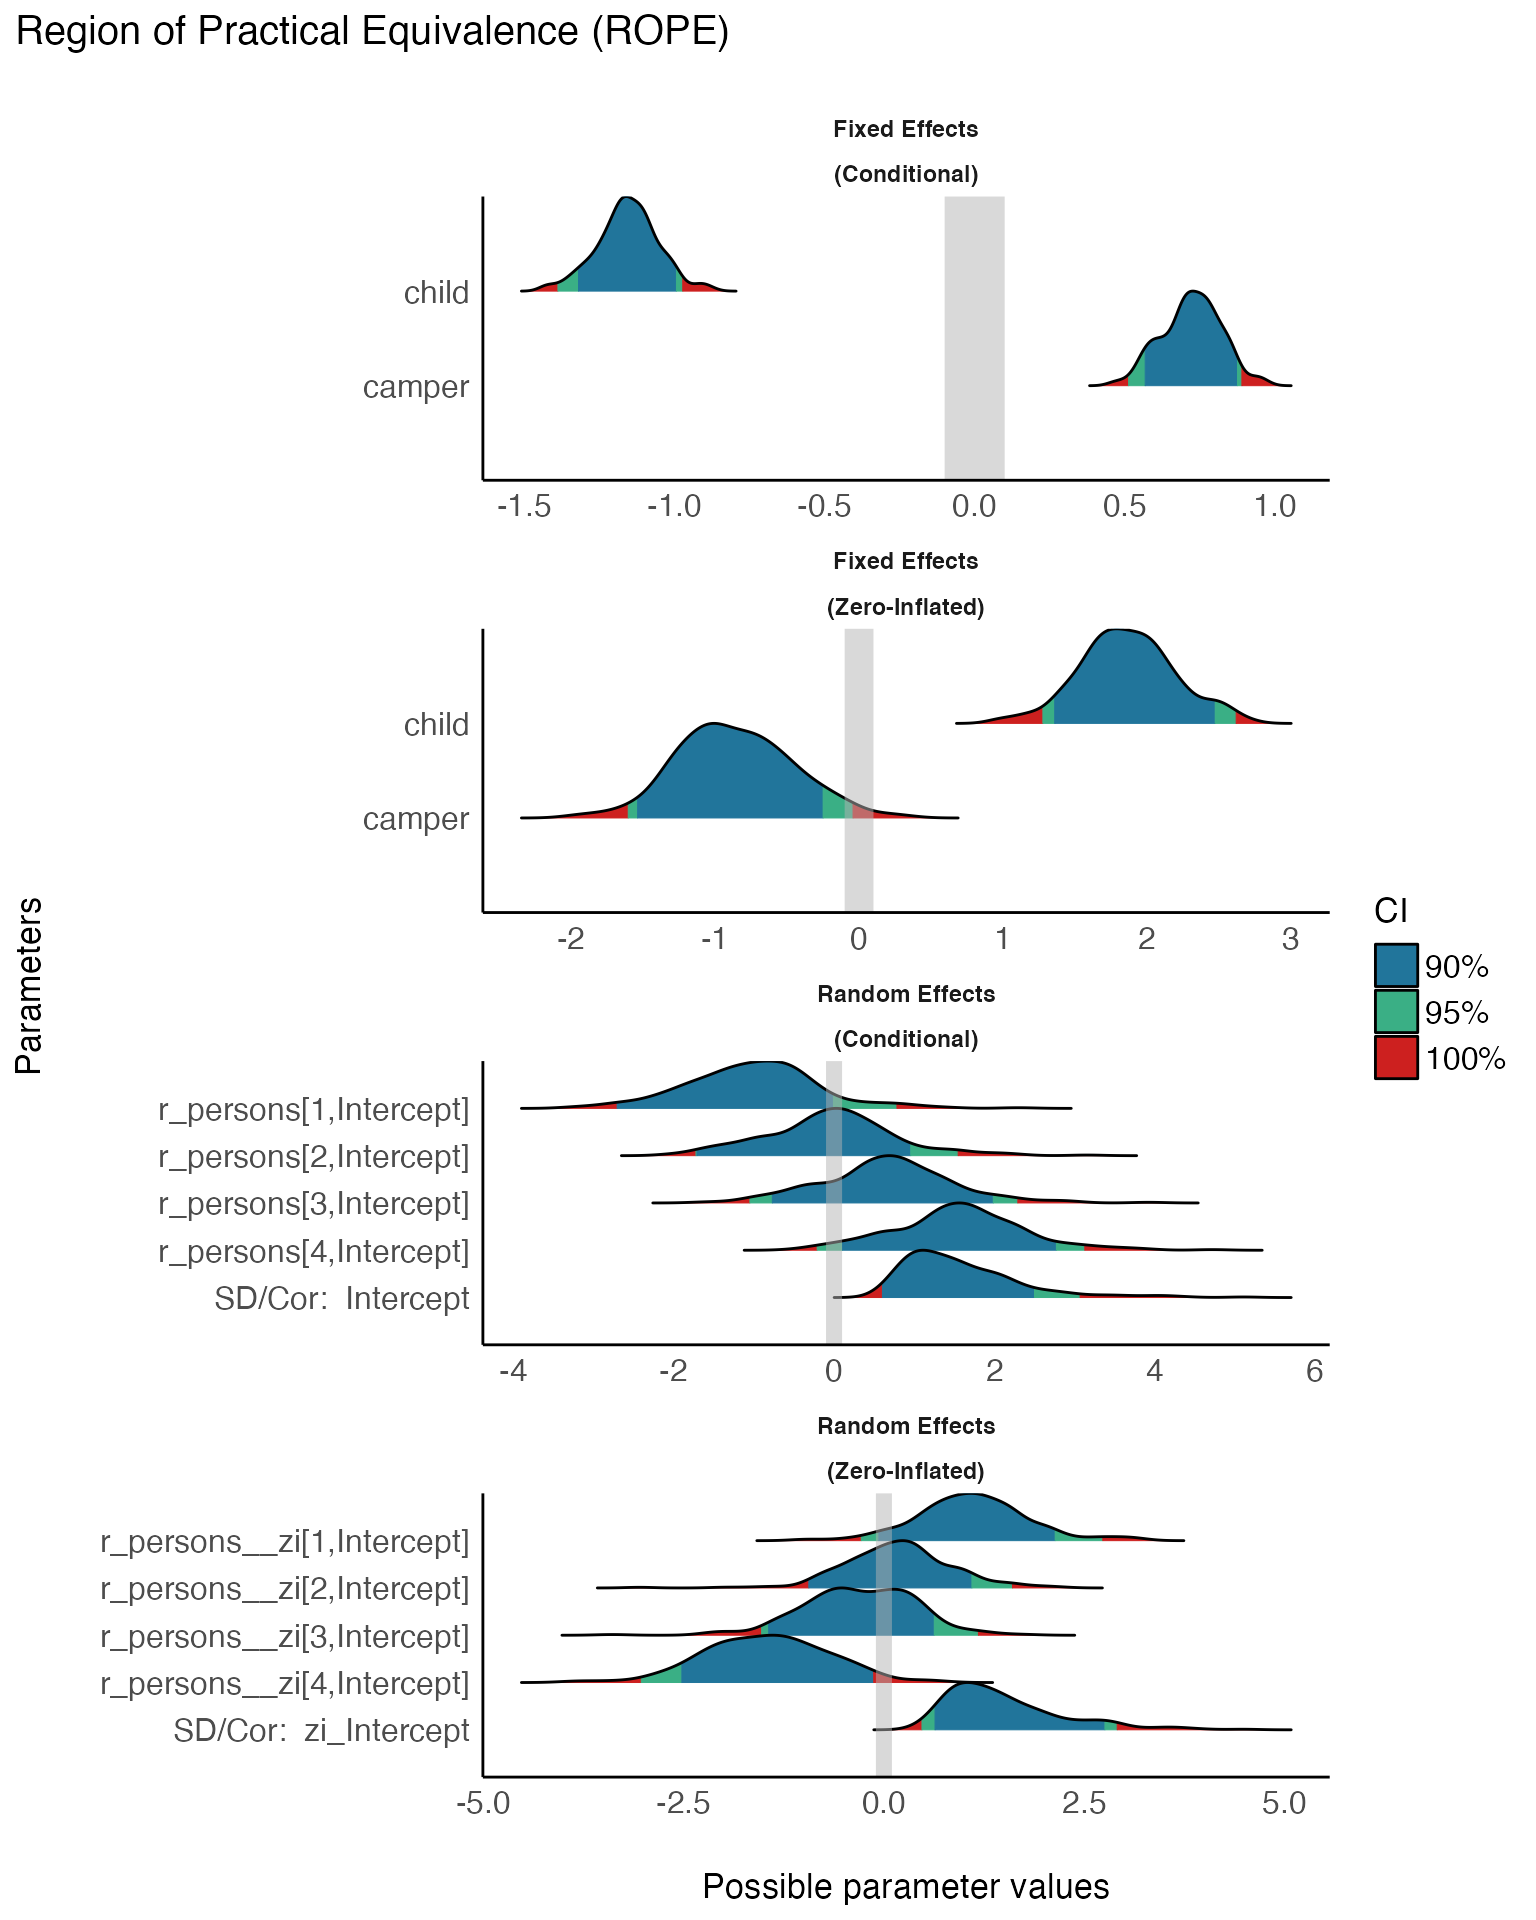 Region of Practical Equivalence (ROPE)
Fixed Effects
(Conditional)
child
camper
-1.5 -1.0 -0.5 0.0 0.5 1.0
Fixed Effects
(Zero-Inflated)
child
camper
-2 -1 0 1 2 3
Random Effects
(Conditional)
r_persons[1,Intercept]
r_persons[2,Intercept]
r_persons[3,Intercept]
r_persons[4,Intercept]
SD/Cor: Intercept
-4 -2 0 2 4 6
Random Effects
(Zero-Inflated)
r_persons__zi[1,Intercept]
r_persons__zi[2,Intercept]
r_persons__zi[3,Intercept]
r_persons__zi[4,Intercept]
SD/Cor: zi_Intercept
-5.0 -2.5 0.0 2.5 5.0
Possible parameter values
Parameters
CI
90%
95%
100%